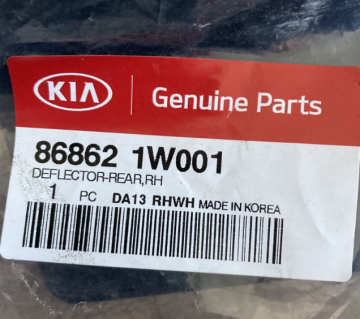 KIA Genuine Parts
86862 1W001
DEFLECTOR-REAR,RH
1 PC DA13 RHWH MADE IN KOREA